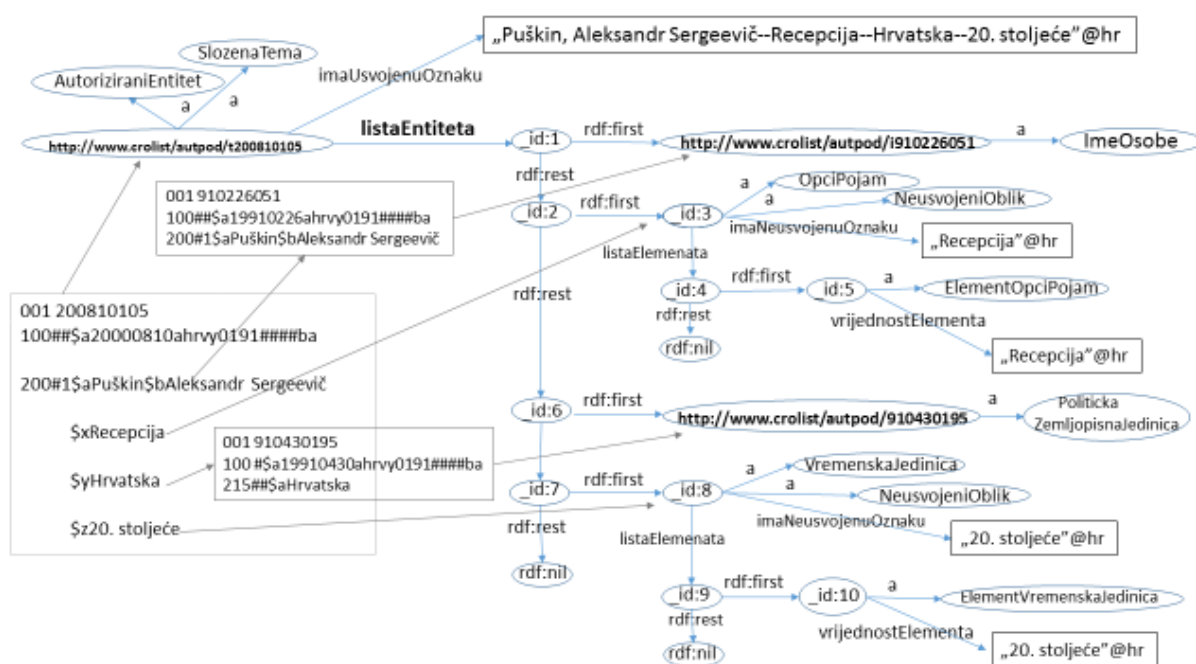 „Puškin, Aleksandr Sergeevič--Recepcija--Hrvatska--20. stoljeće”@hr
SlozenaTema
AutoriziraniEntitet
imaUsvojenuOznaku
a
a
listaEntiteta
http://www.crolist/autpod/t200810105
_id:1
rdf:first
http://www.crolist/autpod/i910226051
a
ImeOsobe
rdf:rest
001 910226051
100##$a19910226ahrvy0191####ba
200#1$aPuškin$bAleksandr Sergeevič
_id:2
rdf:first
_id:3
a
OpciPojam
a
NeusvojeniOblik
imaNeusvojenuOznaku
„Recepcija”@hr
listaElemenata
rdf:rest
_id:4
rdf:first
_id:5
a
ElementOpciPojam
rdf:rest
vrijednostElementa
rdf:nil
„Recepcija”@hr
001 200810105
100##$a20000810ahrvy0191####ba
200#1$aPuškin$bAleksandr Sergeevič
$xRecepcija
$yHrvatska
$z20. stoljeće
001 910430195
100 #$a19910430ahrvy0191####ba
215##$aHrvatska
_id:6
rdf:first
http://www.crolist/autpod/910430195
a
Politicka
ZemljopisnaJedinica
rdf:rest
_id:7
rdf:first
_id:8
a
VremenskaJedinica
a
NeusvojeniOblik
imaNeusvojenuOznaku
„20. stoljeće”@hr
rdf:rest
listaElemenata
rdf:nil
_id:9
rdf:first
_id:10
a
ElementVremenskaJedinica
rdf:rest
vrijednostElementa
rdf:nil
„20. stoljeće”@hr